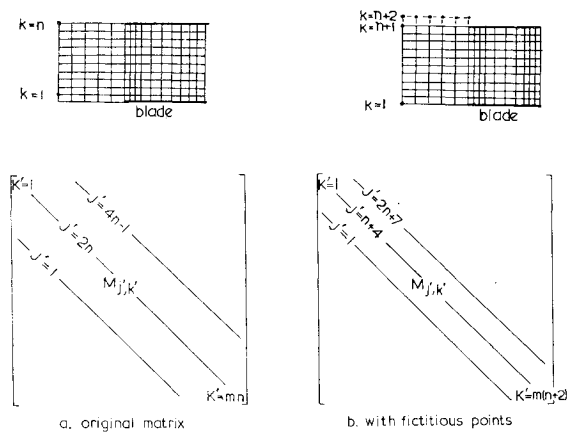 k=n
k=1
blade
k=n+2
k=n+1
k=1
blade
K'=1
j'=4n-1
j'=2n
j'=1
Mj',k'
K'=mn
K'=1
j'=2n+7
j'=n+4
j'=1
Mj',k'
K'=m(n+2)
a. original matrix
b. with fictitious points